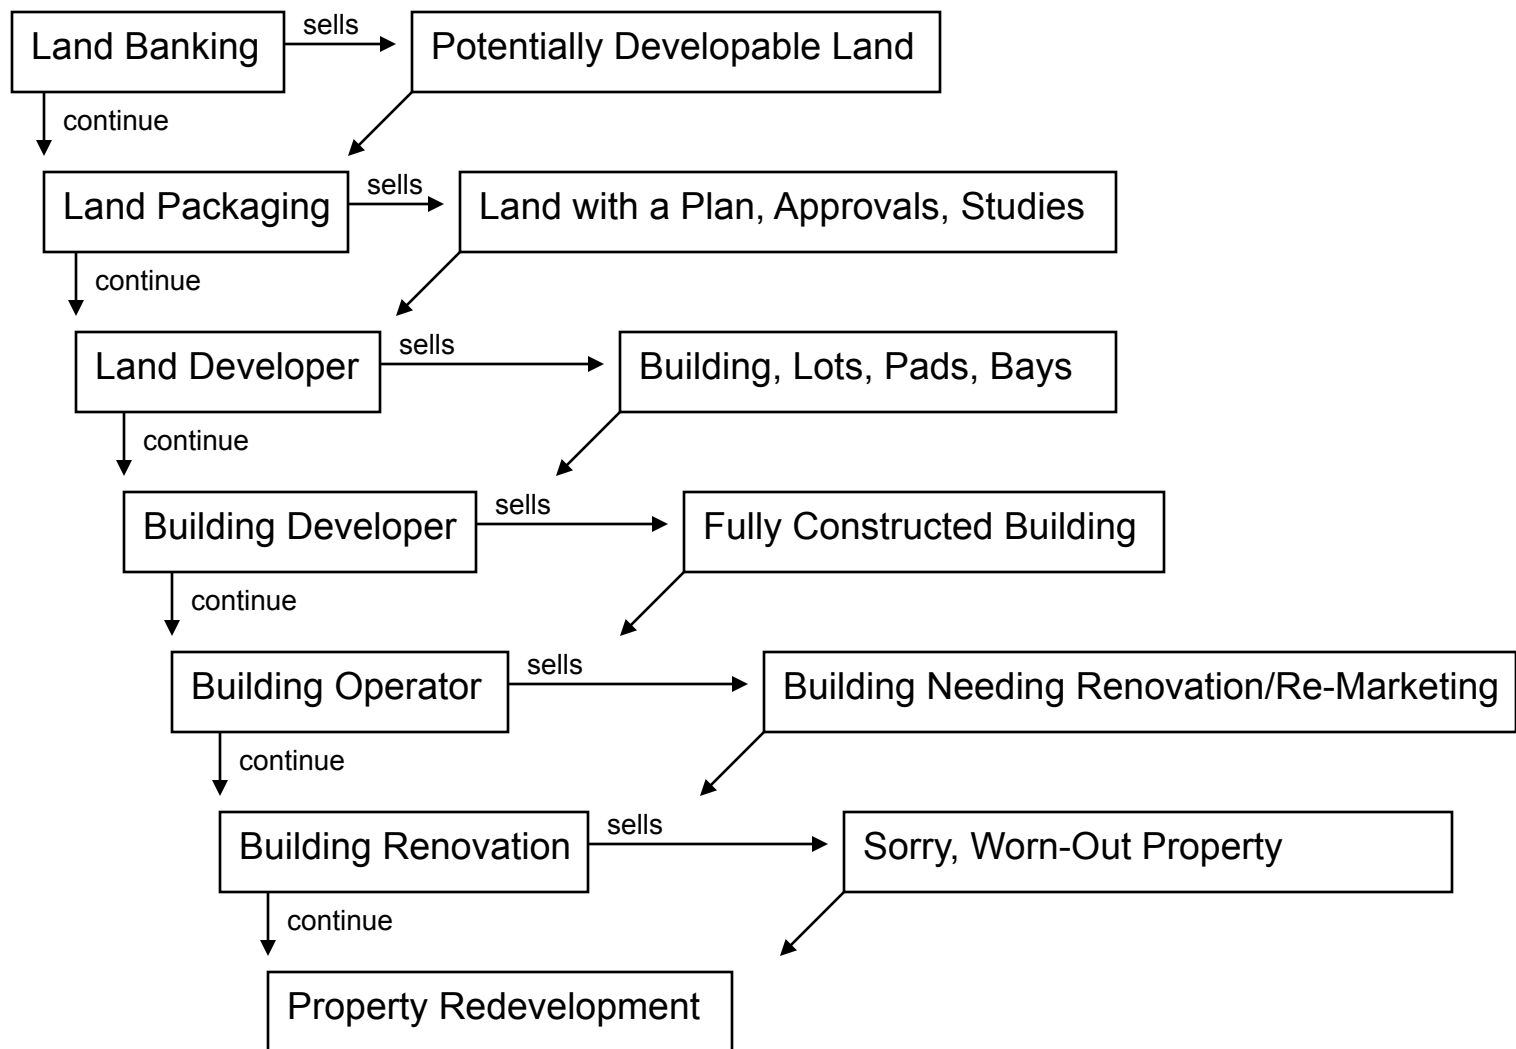 Land Banking
sells
Potentially Developable Land
continue
Land Packaging
sells
Land with a Plan, Approvals, Studies
continue
Land Developer
sells
Building, Lots, Pads, Bays
continue
Building Developer
sells
Fully Constructed Building
continue
Building Operator
sells
Building Needing Renovation/Re-Marketing
continue
Building Renovation
sells
Sorry, Worn-Out Property
continue
Property Redevelopment